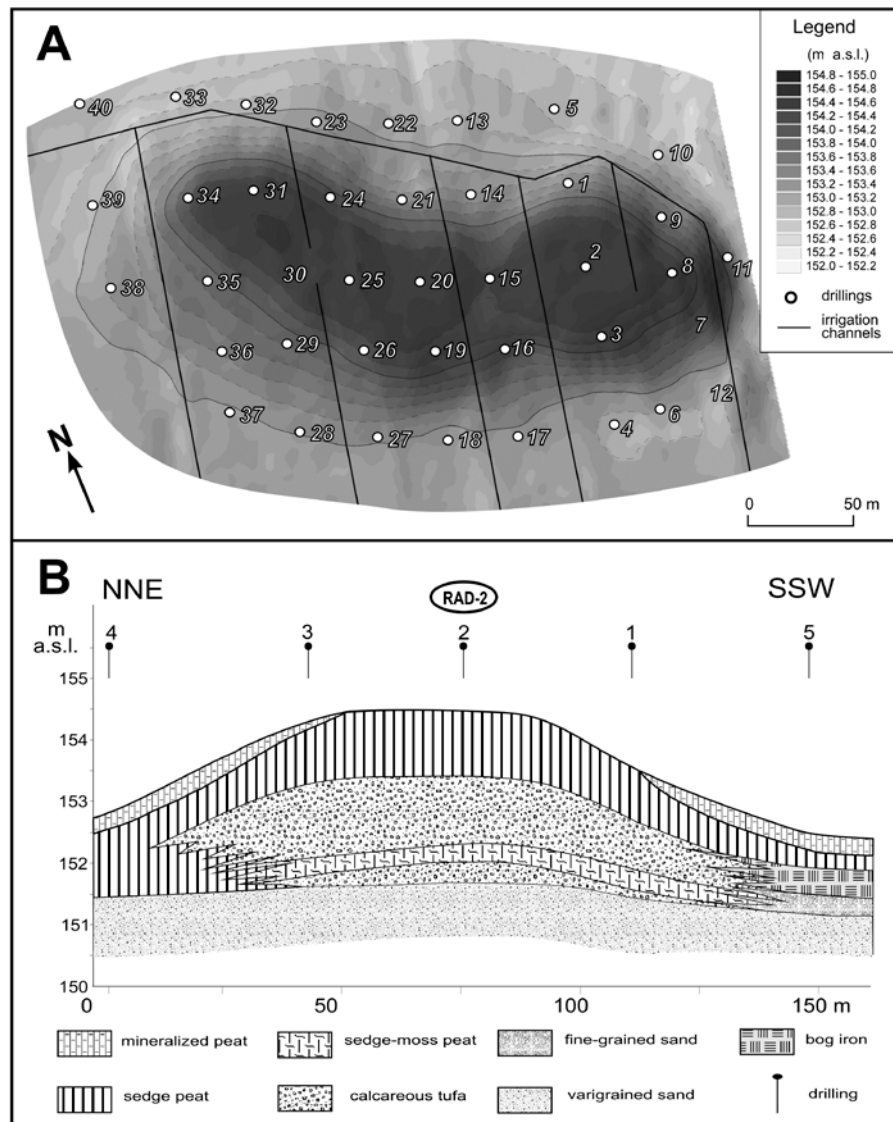 A
Legend
(m a.s.l.)
154.8 - 155.0
154.6 - 154.8
154.4 - 154.6
154.2 - 154.4
154.0 - 154.2
153.8 - 154.0
153.6 - 153.8
153.4 - 153.6
153.2 - 153.4
153.0 - 153.2
152.8 - 153.0
152.6 - 152.8
152.4 - 152.6
152.2 - 152.4
152.0 - 152.2
drillings
irrigation
channels
40 33 32 23 22 13 5
10
39 34 31 24 21 14 1 9
2 8 11
38 35 30 25 20 15
7
36 29 26 19 16 3
12
37 28 27 18 17 4 6
N
0 50 m
B
NNE RAD-2 SSW
m
a.s.l.
4 3 2 1 5
155
154
153
152
151
150
0 50 100 150 m
mineralized peat sedge-moss peat fine-grained sand bog iron
sedge peat calcareous tufa varigrained sand drilling